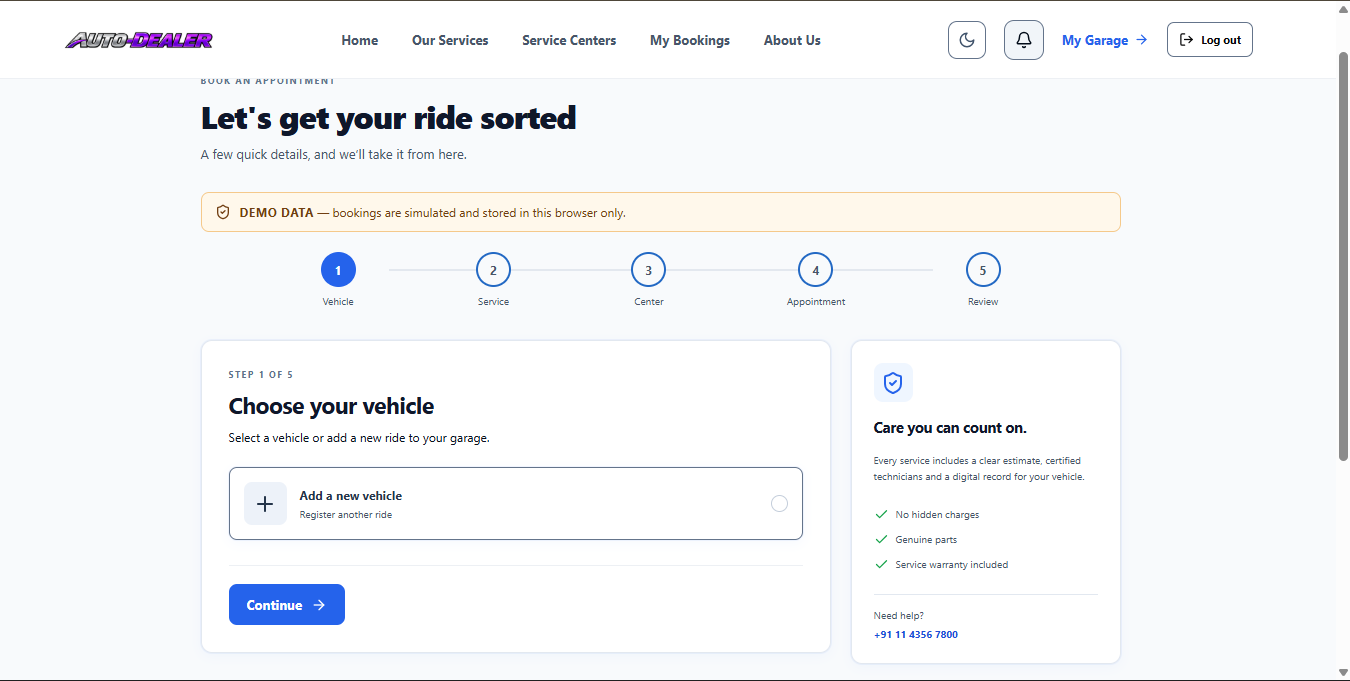 AUTO-DEALER
Home
Our Services
Service Centers
My Bookings
About Us
My Garage
Log out
BOOK AN APPOINTMENT
Let's get your ride sorted
A few quick details, and we'll take it from here.
DEMO DATA — bookings are simulated and stored in this browser only.
1
2
3
4
5
Vehicle
Service
Center
Appointment
Review
STEP 1 OF 5
Choose your vehicle
Select a vehicle or add a new ride to your garage.
Add a new vehicle
Register another ride
Continue
Care you can count on.
Every service includes a clear estimate, certified
technicians and a digital record for your vehicle.
No hidden charges
Genuine parts
Service warranty included
Need help?
+91 11 4356 7800